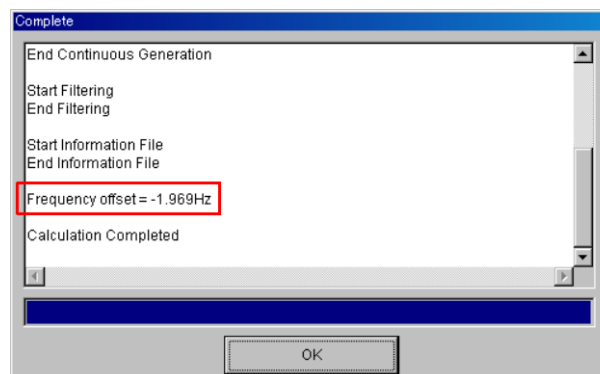 Complete
End Continuous Generation
Start Filtering
End Filtering
Start Information File
End Information File
Frequency offset = -1.969Hz
Calculation Completed
OK